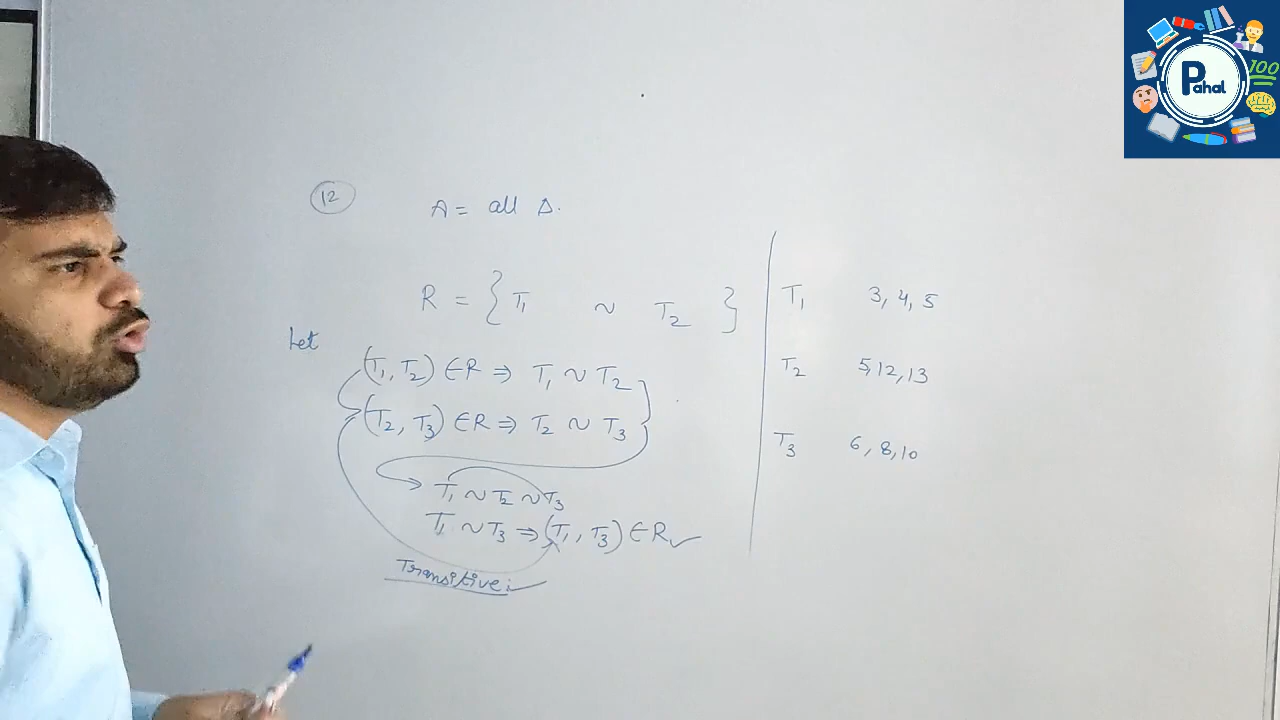 Pahal
100
12
A = all Δ.
R = { T₁ ~ T₂ }
Let
(T₁, T₂) ∈ R ⇒ T₁ ~ T₂
(T₂, T₃) ∈ R ⇒ T₂ ~ T₃
T₁ ~ T₂ ~ T₃
T₁ ~ T₃ ⇒ (T₁, T₃) ∈ R ✓
Transitive
T₁ 3, 4, 5
T₂ 5, 12, 13
T₃ 6, 8, 10